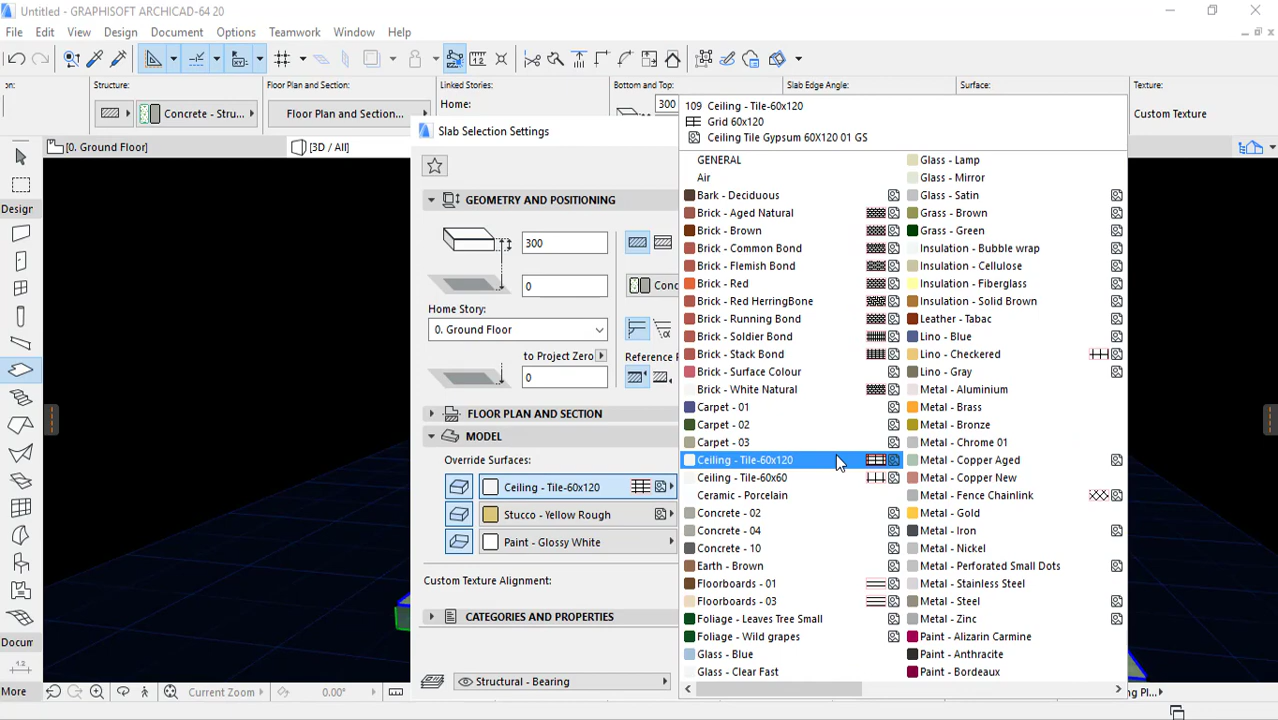 Untitled - GRAPHISOFT ARCHICAD-64 20
File Edit View Design Document Options Teamwork Window Help
on: Structure: Floor Plan and Section: Linked Stories: Bottom and Top: Slab Edge Angle: Surface: Texture:
Home: 300
Concrete - Stru... Floor Plan and Section... Custom Texture
[0. Ground Floor] [3D / All]
109 Ceiling - Tile-60x120
Grid 60x120
Ceiling Tile Gypsum 60X120 01 GS
Slab Selection Settings
Design
GEOMETRY AND POSITIONING
300
0
Conc
Home Story:
0. Ground Floor
to Project Zero
Reference P
0
FLOOR PLAN AND SECTION
MODEL
Override Surfaces:
Ceiling - Tile-60x120
Stucco - Yellow Rough
Paint - Glossy White
Custom Texture Alignment:
CATEGORIES AND PROPERTIES
Structural - Bearing
GENERAL
Air
Bark - Deciduous
Brick - Aged Natural
Brick - Brown
Brick - Common Bond
Brick - Flemish Bond
Brick - Red
Brick - Red HerringBone
Brick - Running Bond
Brick - Soldier Bond
Brick - Stack Bond
Brick - Surface Colour
Brick - White Natural
Carpet - 01
Carpet - 02
Carpet - 03
Ceiling - Tile-60x120
Ceiling - Tile-60x60
Ceramic - Porcelain
Concrete - 02
Concrete - 04
Concrete - 10
Earth - Brown
Floorboards - 01
Floorboards - 03
Foliage - Leaves Tree Small
Foliage - Wild grapes
Glass - Blue
Glass - Clear Fast
Glass - Lamp
Glass - Mirror
Glass - Satin
Grass - Brown
Grass - Green
Insulation - Bubble wrap
Insulation - Cellulose
Insulation - Fiberglass
Insulation - Solid Brown
Leather - Tabac
Lino - Blue
Lino - Checkered
Lino - Gray
Metal - Aluminium
Metal - Brass
Metal - Bronze
Metal - Chrome 01
Metal - Copper Aged
Metal - Copper New
Metal - Fence Chainlink
Metal - Gold
Metal - Iron
Metal - Nickel
Metal - Perforated Small Dots
Metal - Stainless Steel
Metal - Steel
Metal - Zinc
Paint - Alizarin Crimson
Paint - Anthracite
Paint - Bordeaux
Docum
1.2
More
Current Zoom 0.00° ng Pl...